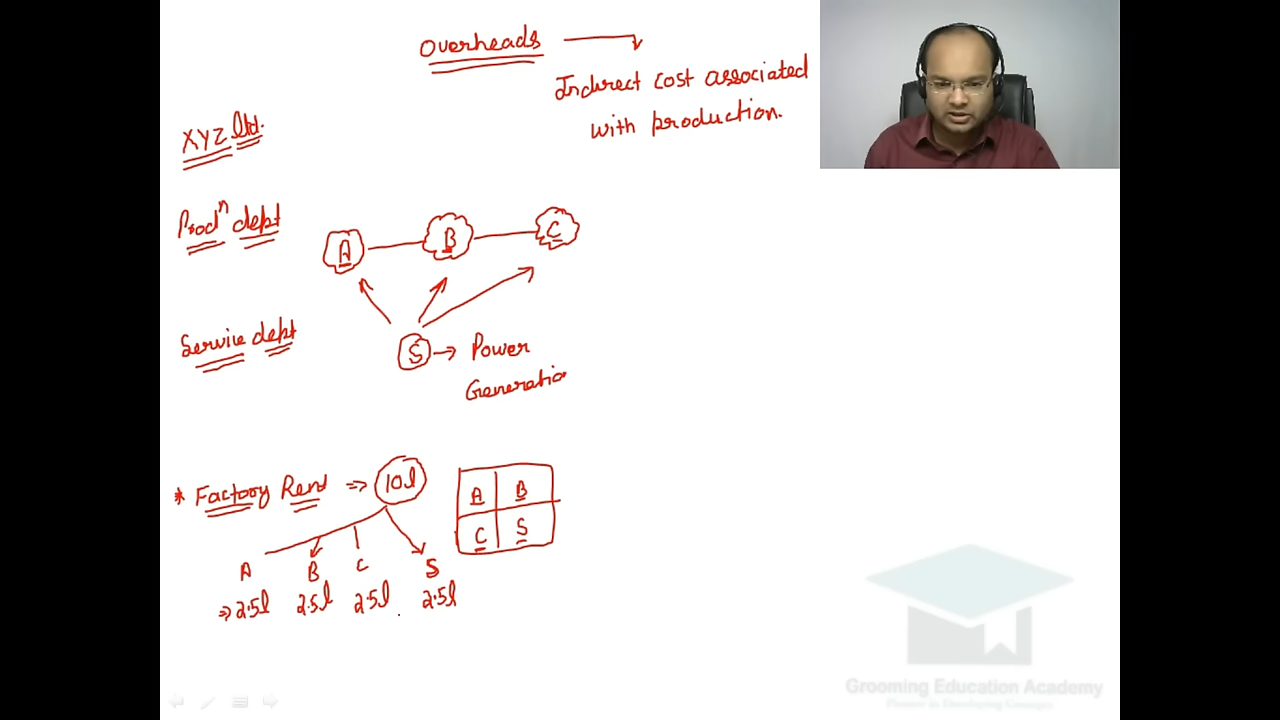 Overheads
Indirect cost associated
with production.
XYZ ltd.
Prodⁿ dept
A B C
Service dept
S → Power
Generation
* Factory Rent ⇒ 10l
A B
C S
A B C S
⇒ 2.5l 2.5l 2.5l 2.5l
Grooming Education Academy